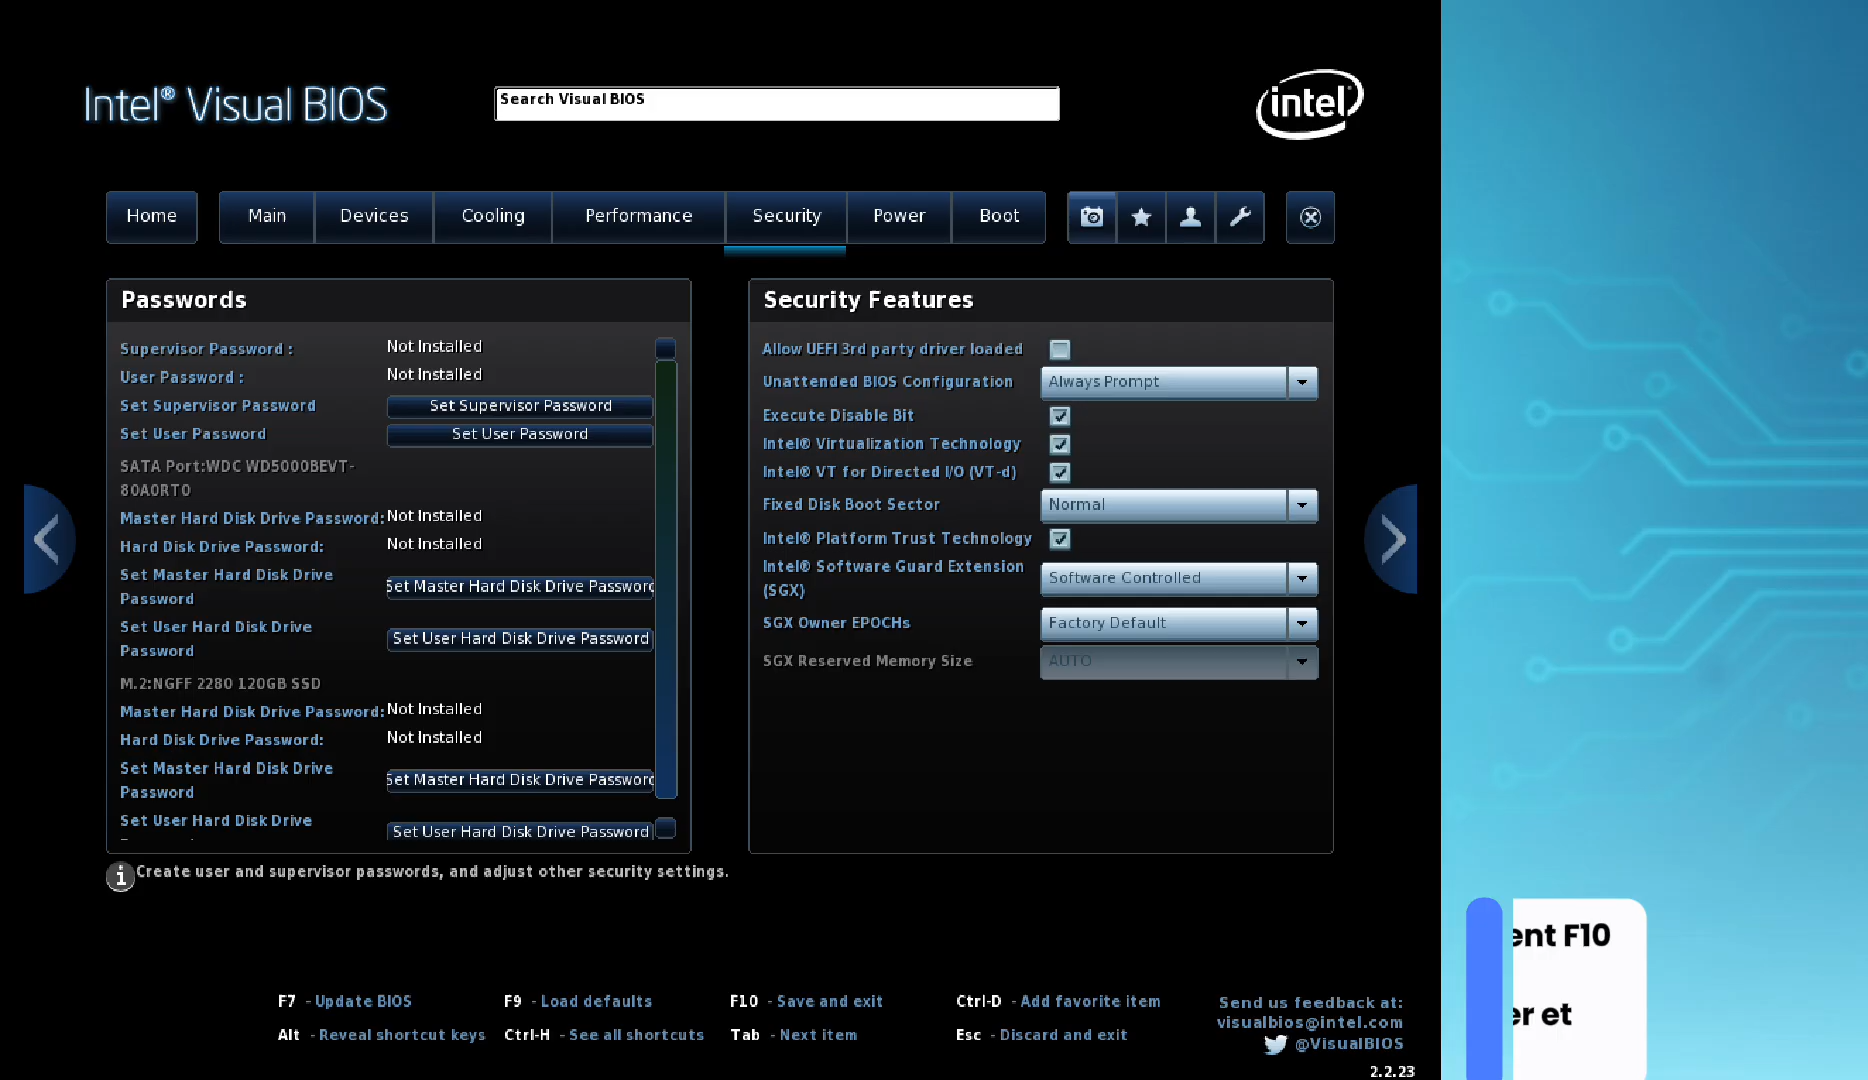 Intel® Visual BIOS
Search Visual BIOS
intel
Home
Main
Devices
Cooling
Performance
Security
Power
Boot
Passwords
Supervisor Password : Not Installed
User Password : Not Installed
Set Supervisor Password Set Supervisor Password
Set User Password Set User Password
SATA Port:WDC WD5000BEVT-
80A0RT0
Master Hard Disk Drive Password: Not Installed
Hard Disk Drive Password: Not Installed
Set Master Hard Disk Drive
Password
Set Master Hard Disk Drive Password
Set User Hard Disk Drive
Password
Set User Hard Disk Drive Password
M.2:NGFF 2280 120GB SSD
Master Hard Disk Drive Password: Not Installed
Hard Disk Drive Password: Not Installed
Set Master Hard Disk Drive
Password
Set Master Hard Disk Drive Password
Set User Hard Disk Drive
Set User Hard Disk Drive Password
Security Features
Allow UEFI 3rd party driver loaded
Unattended BIOS Configuration Always Prompt
Execute Disable Bit
Intel® Virtualization Technology
Intel® VT for Directed I/O (VT-d)
Fixed Disk Boot Sector Normal
Intel® Platform Trust Technology
Intel® Software Guard Extension
(SGX)
Software Controlled
SGX Owner EPOCHs Factory Default
SGX Reserved Memory Size AUTO
Create user and supervisor passwords, and adjust other security settings.
F7 - Update BIOS
F9 - Load defaults
F10 - Save and exit
Ctrl-D - Add favorite item
Alt - Reveal shortcut keys
Ctrl-H - See all shortcuts
Tab - Next item
Esc - Discard and exit
Send us feedback at:
visualbios@intel.com
@VisualBIOS
2.2.23
ent F10
er et